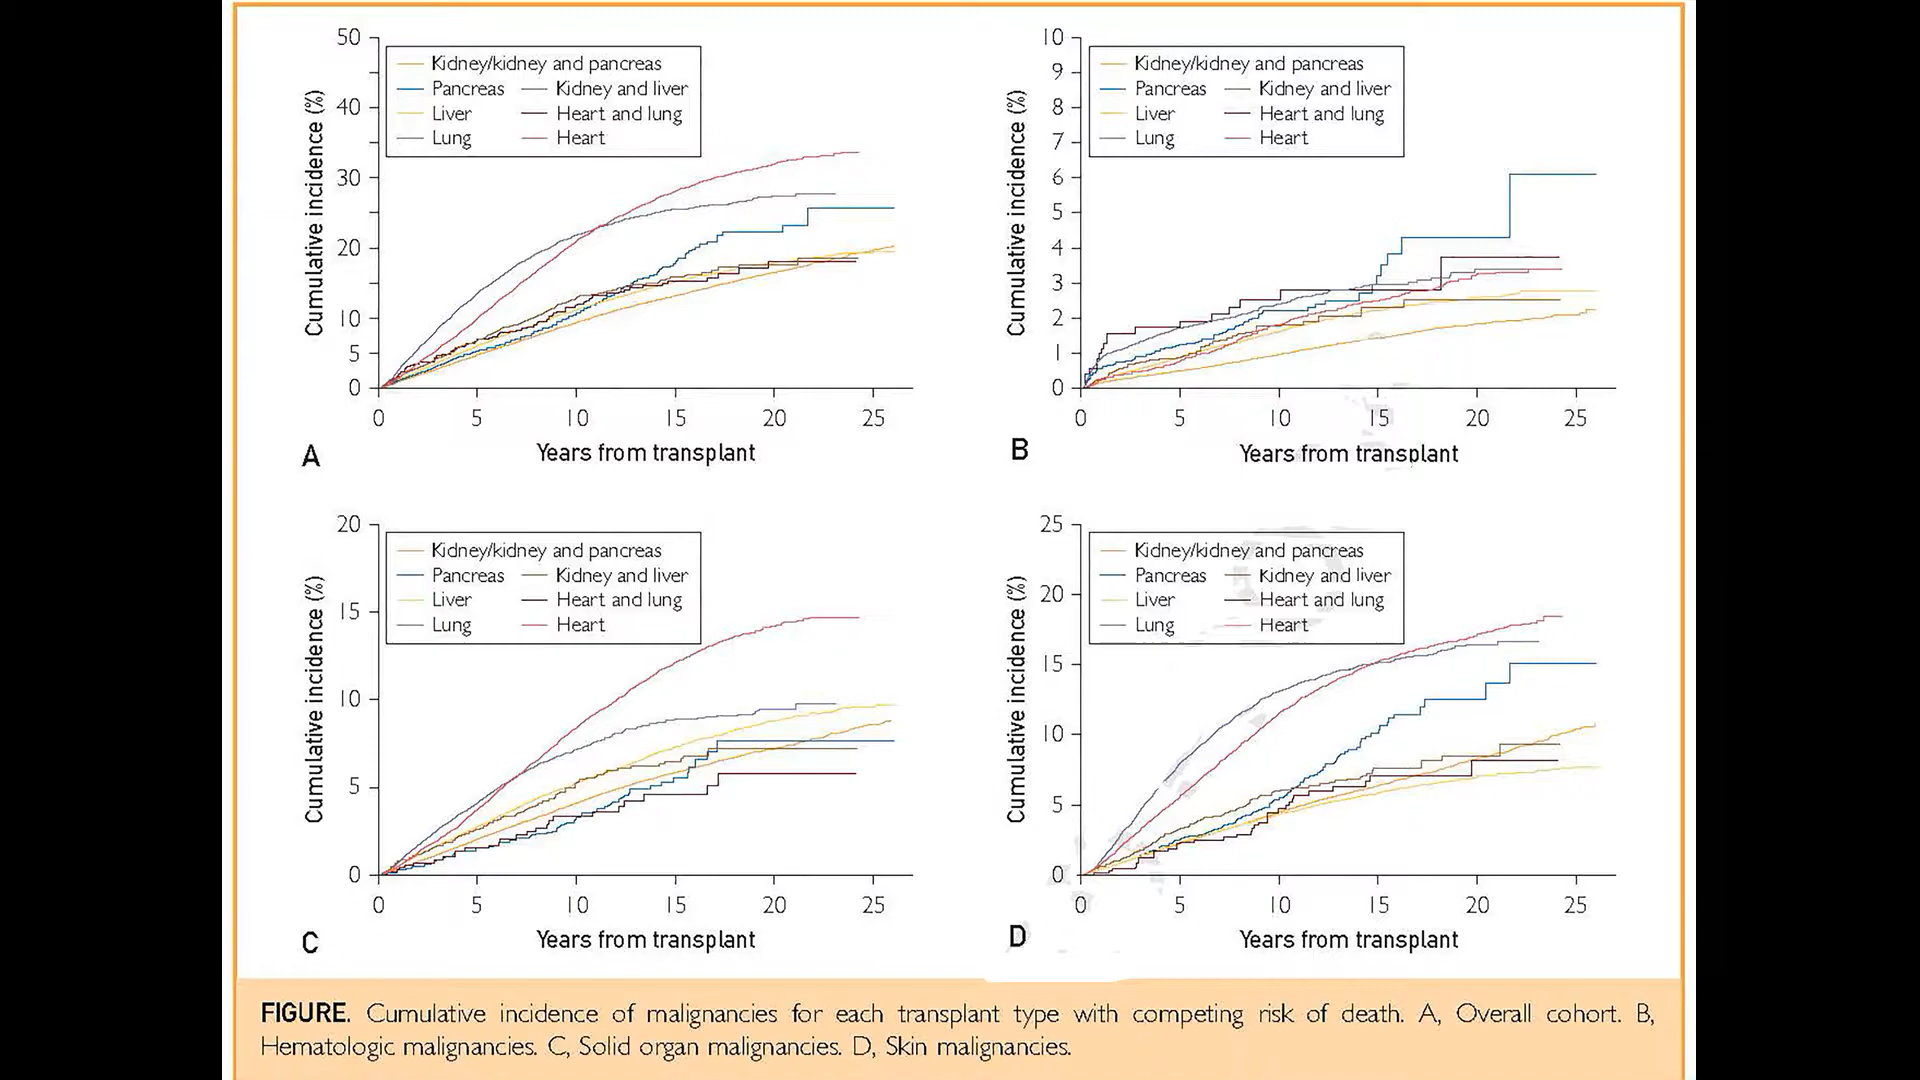 50
40
30
20
10
5
0
Cumulative incidence (%)
Kidney/kidney and pancreas
Pancreas Kidney and liver
Liver Heart and lung
Lung Heart
0 5 10 15 20 25
Years from transplant
A
10
9
8
7
6
5
4
3
2
1
0
Cumulative incidence (%)
Kidney/kidney and pancreas
Pancreas Kidney and liver
Liver Heart and lung
Lung Heart
0 5 10 15 20 25
Years from transplant
B
20
15
10
5
0
Cumulative incidence (%)
Kidney/kidney and pancreas
Pancreas Kidney and liver
Liver Heart and lung
Lung Heart
0 5 10 15 20 25
Years from transplant
C
25
20
15
10
5
0
Cumulative incidence (%)
Kidney/kidney and pancreas
Pancreas Kidney and liver
Liver Heart and lung
Lung Heart
0 5 10 15 20 25
Years from transplant
D
FIGURE. Cumulative incidence of malignancies for each transplant type with competing risk of death. A, Overall cohort. B,
Hematologic malignancies. C, Solid organ malignancies. D, Skin malignancies.